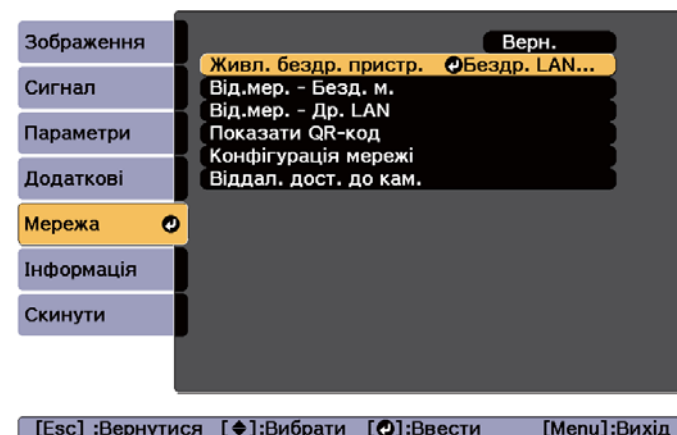 Зображення
Сигнал
Параметри
Додаткові
Мережа
Інформація
Скинути
Верн.
Живл. бездр. пристр. Бездр. LAN...
Від.мер. - Безд. м.
Від.мер. - Др. LAN
Показати QR-код
Конфігурація мережі
Віддал. дост. до кам.
[Esc] :Вернутися [◆]:Вибрати [↵]:Ввести [Menu]:Вихід